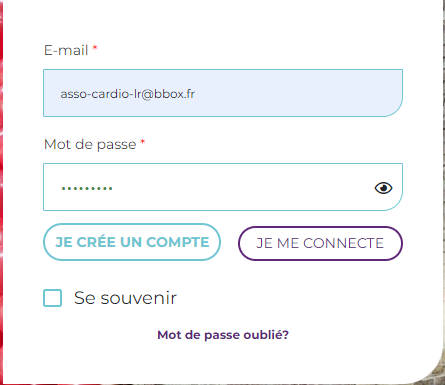 E-mail *
asso-cardio-lr@bbox.fr
Mot de passe *
•••••••••
JE CRÉE UN COMPTE
JE ME CONNECTE
Se souvenir
Mot de passe oublié?